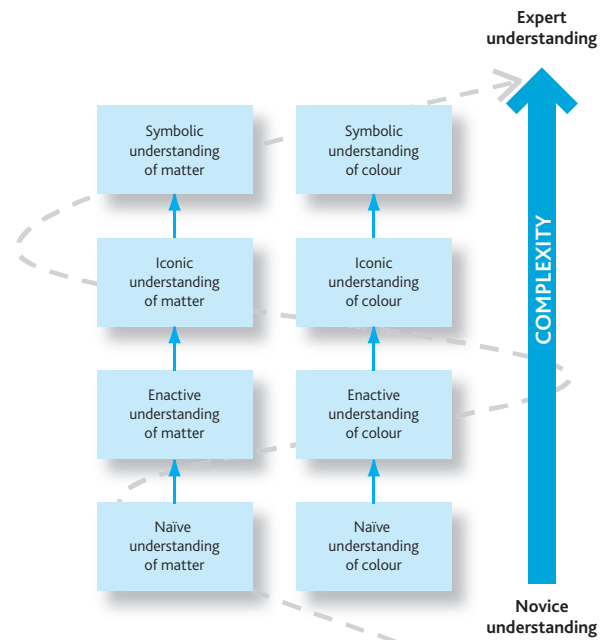 Expert
understanding
Symbolic
understanding
of matter
Symbolic
understanding
of colour
Iconic
understanding
of matter
Iconic
understanding
of colour
COMPLEXITY
Enactive
understanding
of matter
Enactive
understanding
of colour
Naïve
understanding
of matter
Naïve
understanding
of colour
Novice
understanding